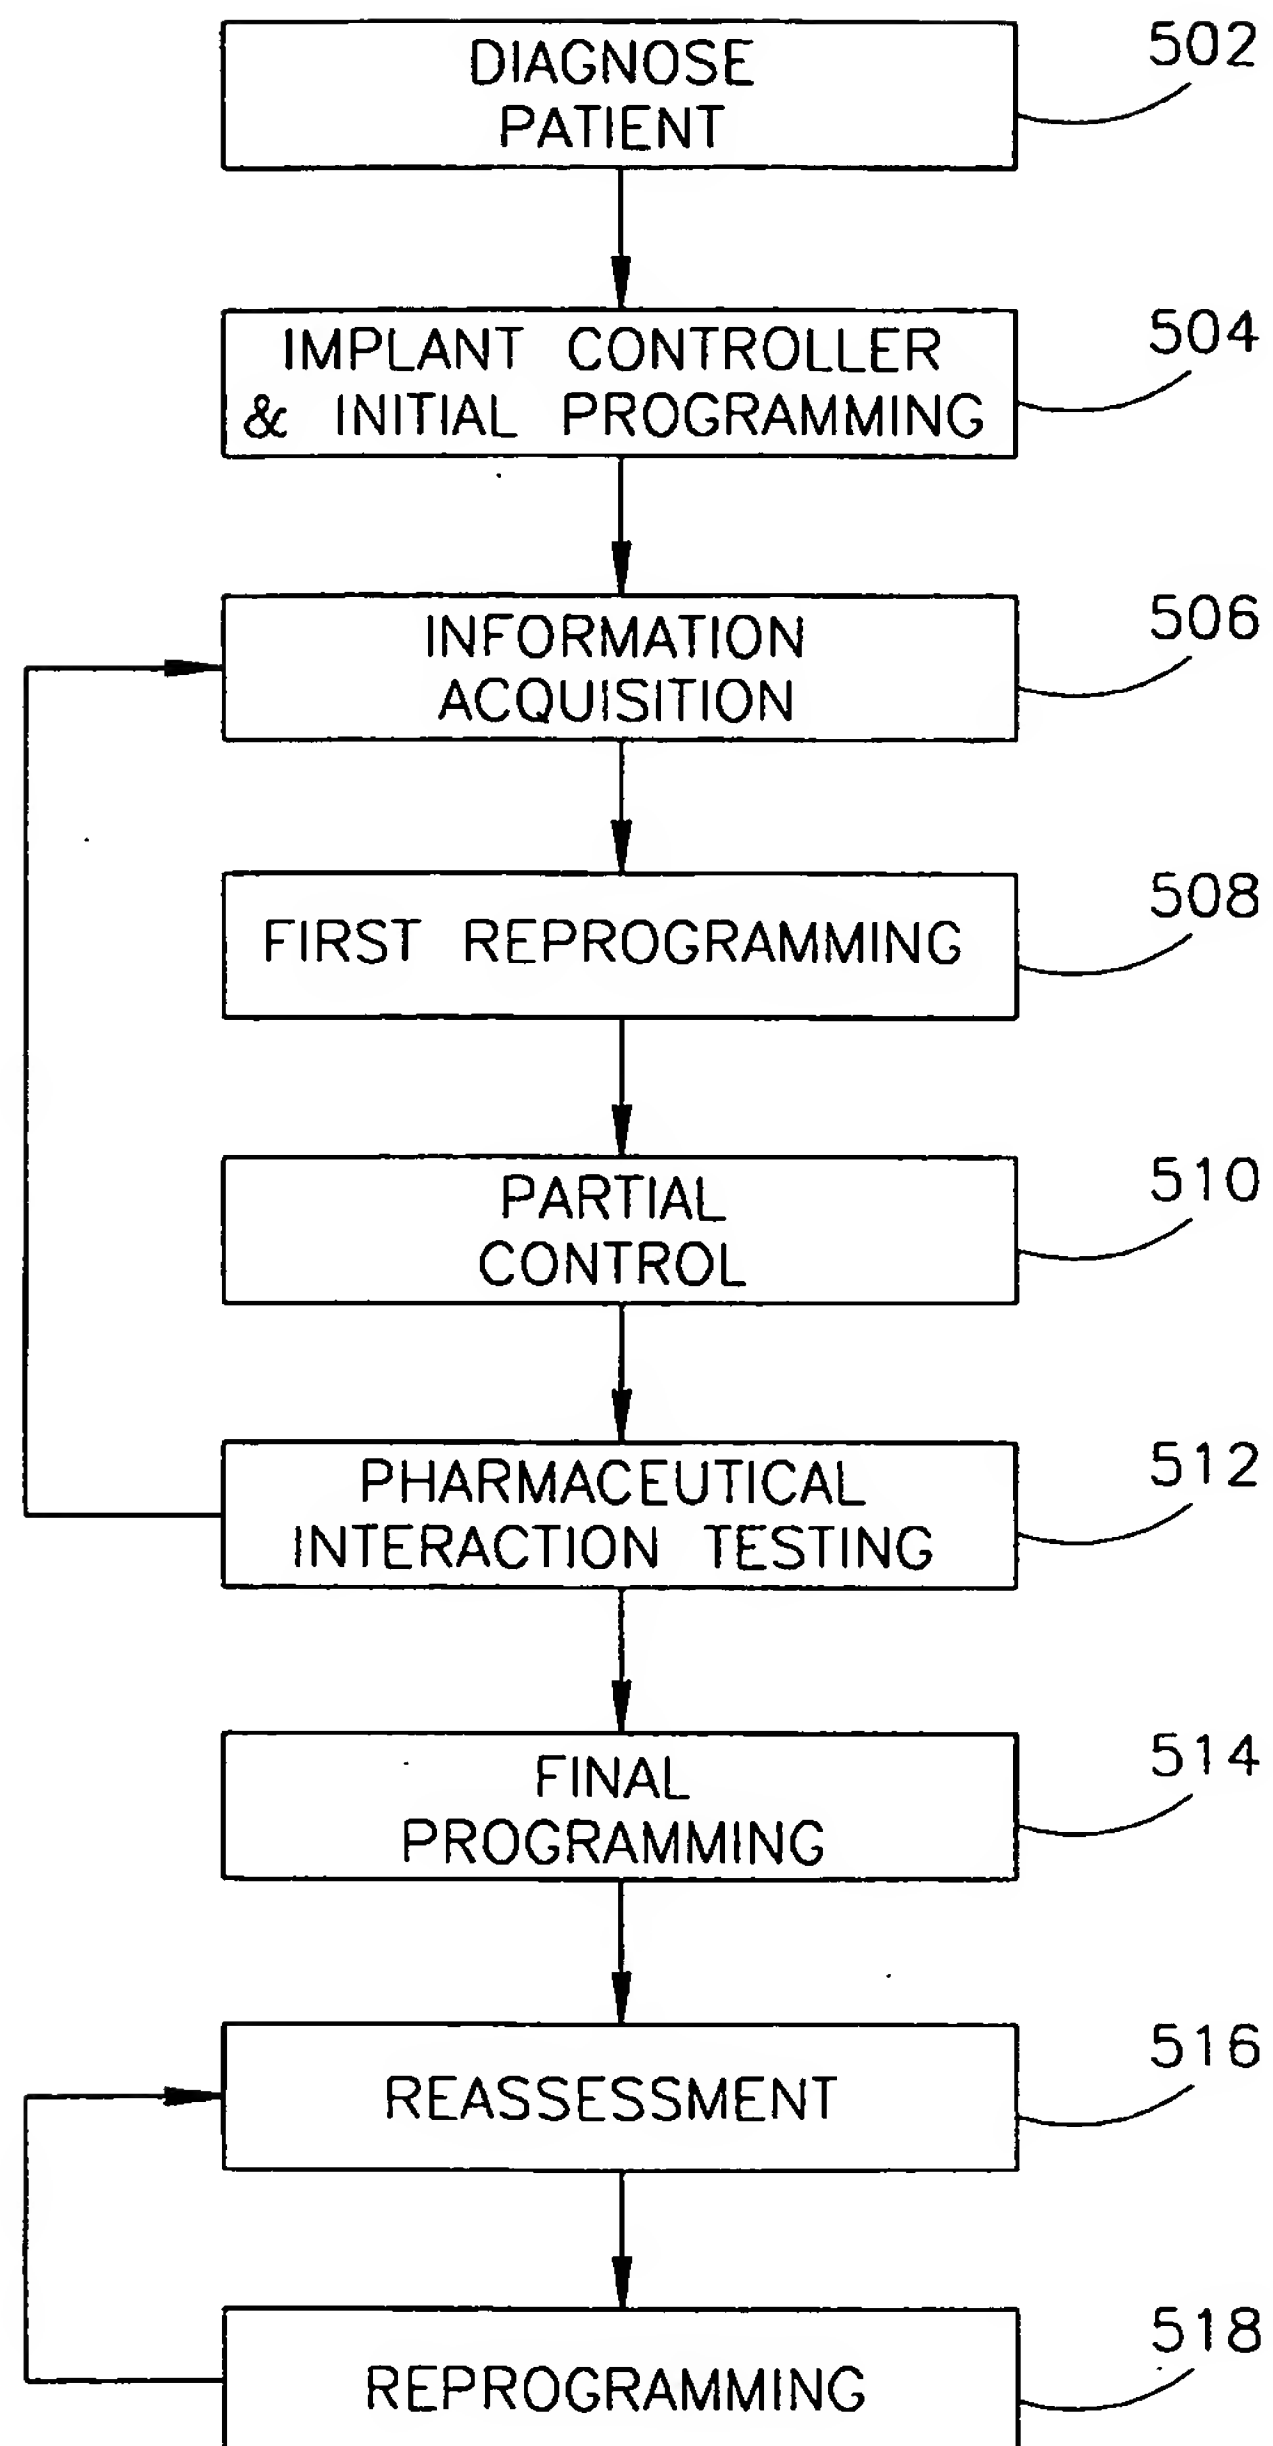 DIAGNOSE
PATIENT
502
IMPLANT CONTROLLER
& INITIAL PROGRAMMING
504
INFORMATION
ACQUISITION
506
FIRST REPROGRAMMING
508
PARTIAL
CONTROL
510
PHARMACEUTICAL
INTERACTION TESTING
512
FINAL
PROGRAMMING
514
REASSESSMENT
516
REPROGRAMMING
518